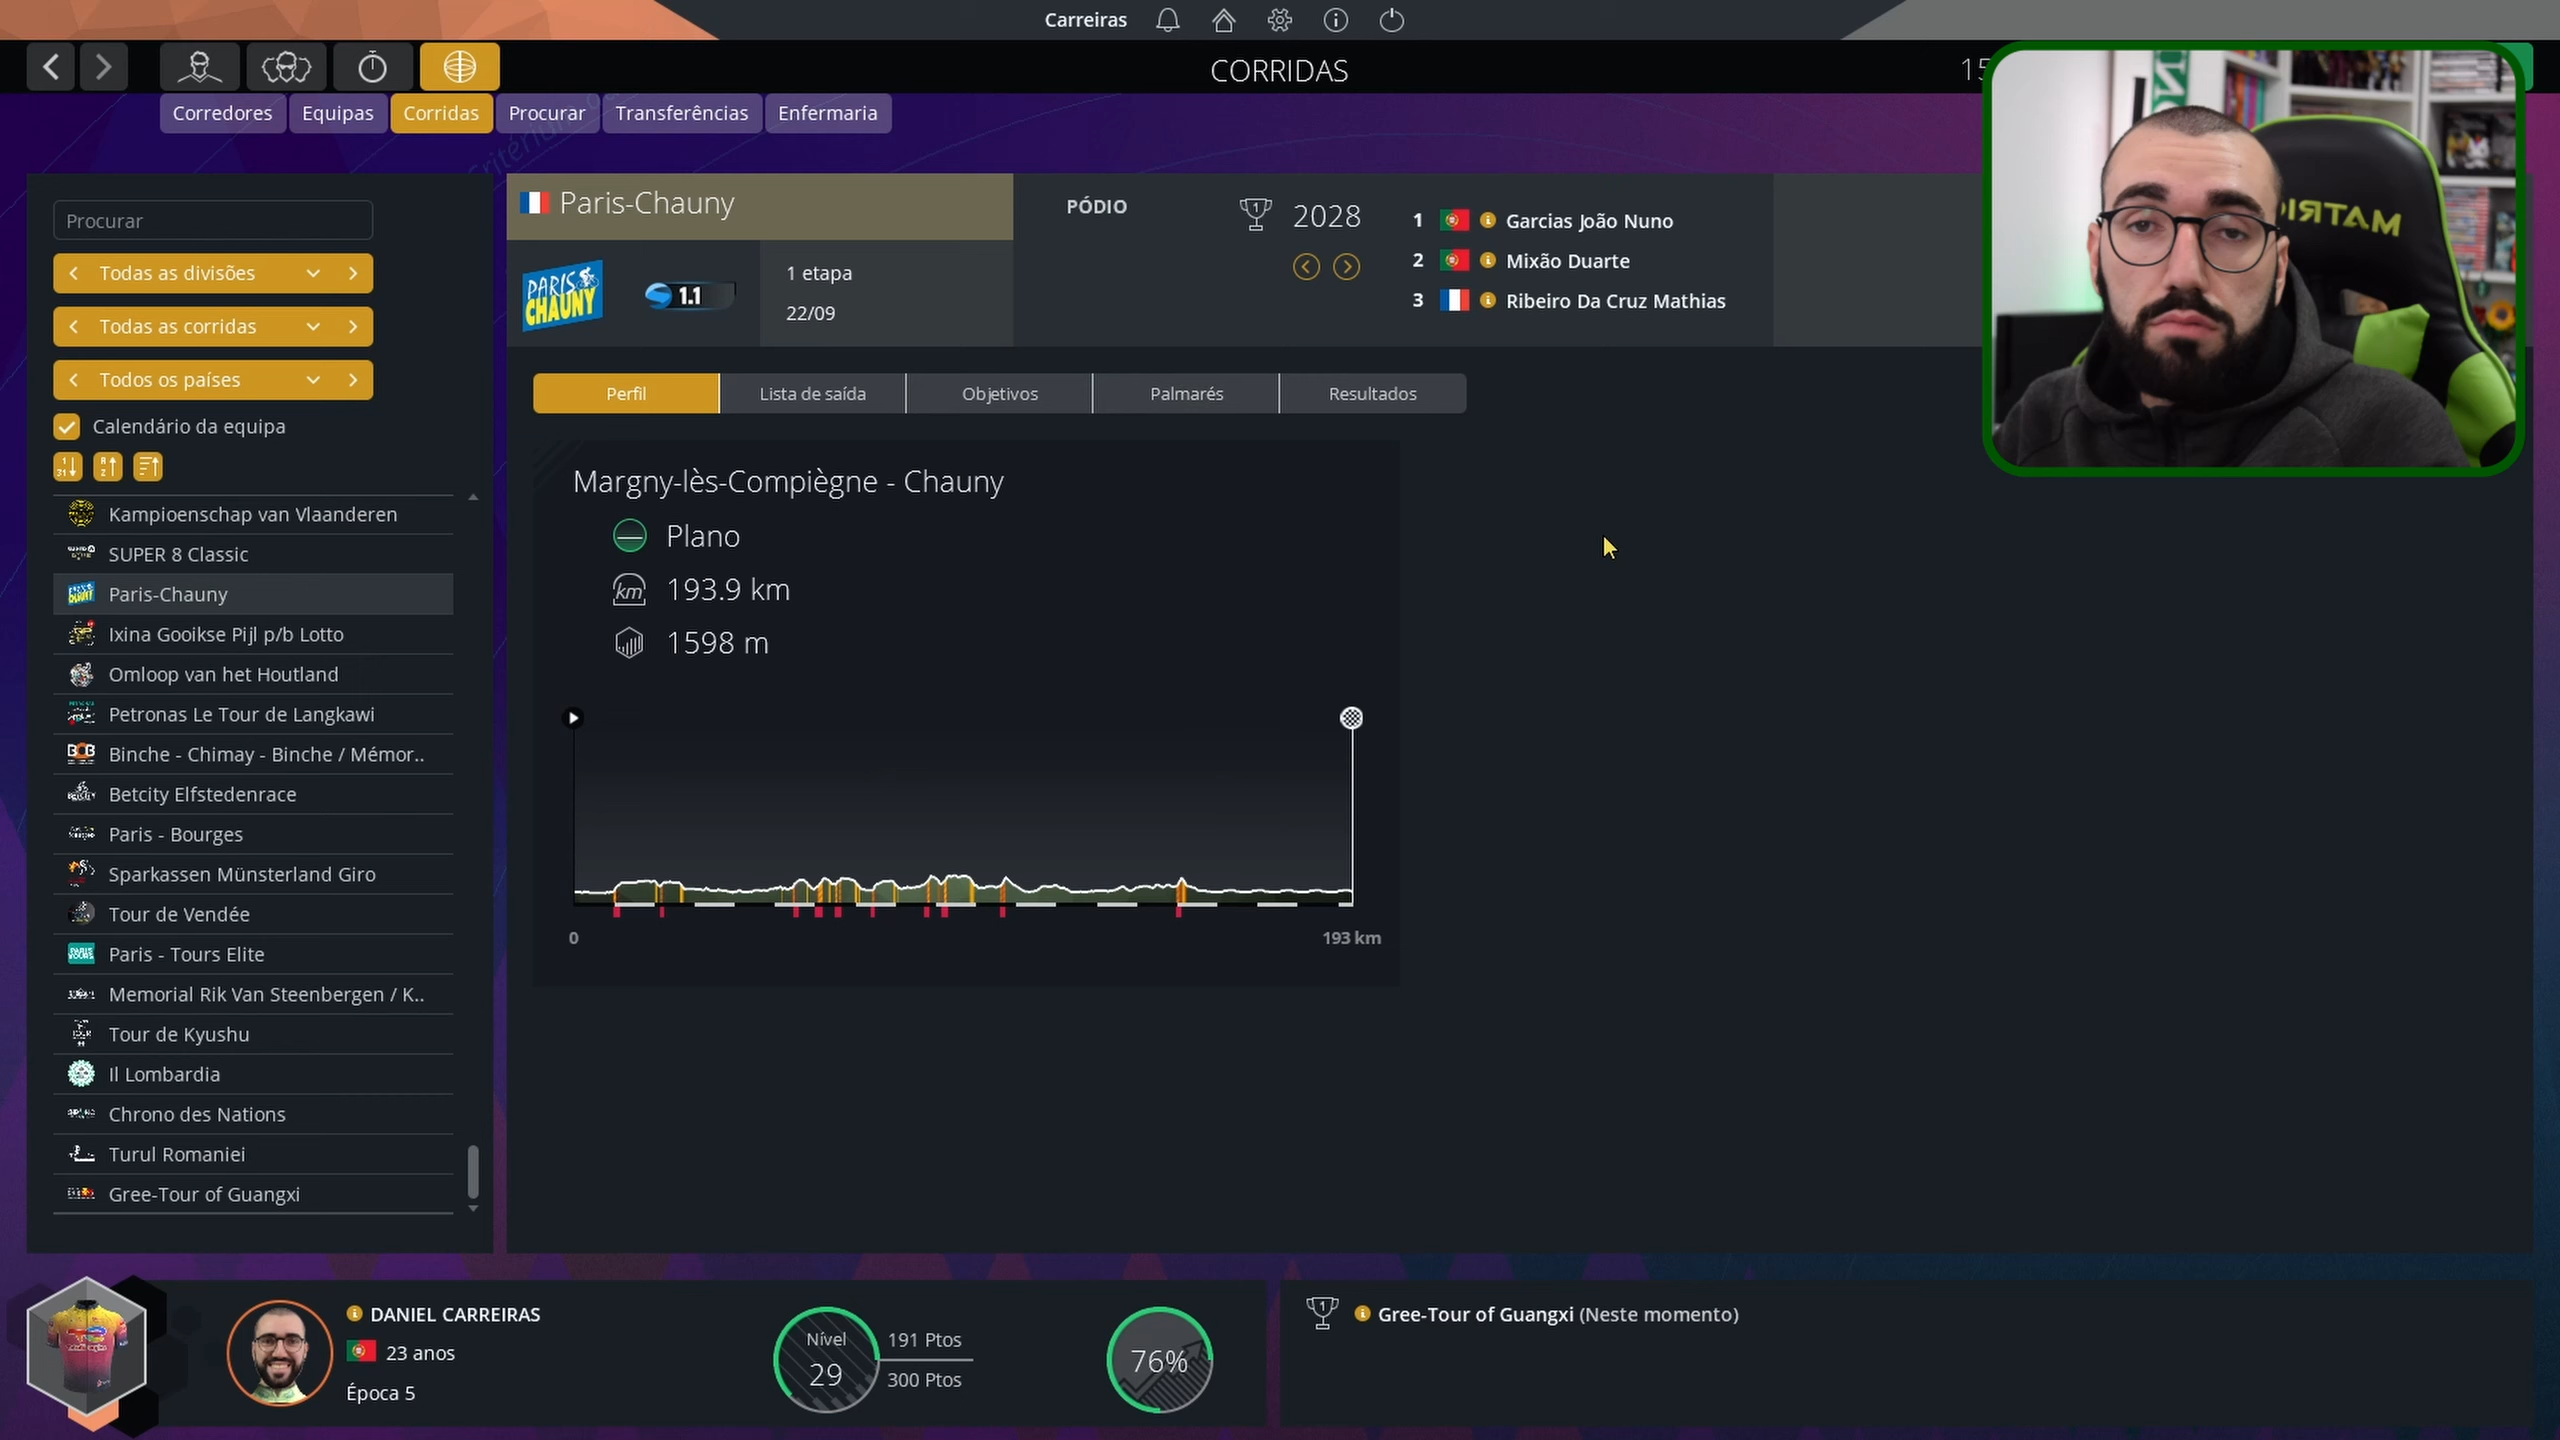 Carreiras
CORRIDAS
15
Corredores
Equipas
Corridas
Procurar
Transferências
Enfermaria
Procurar
Todas as divisões
Todas as corridas
Todos os países
Calendário da equipa
Kampioenschap van Vlaanderen
SUPER 8 Classic
Paris-Chauny
Ixina Gooikse Pijl p/b Lotto
Omloop van het Houtland
Petronas Le Tour de Langkawi
Binche - Chimay - Binche / Mémor..
Betcity Elfstedenrace
Paris - Bourges
Sparkassen Münsterland Giro
Tour de Vendée
Paris - Tours Elite
Memorial Rik Van Steenbergen / K..
Tour de Kyushu
Il Lombardia
Chrono des Nations
Turul Romaniei
Gree-Tour of Guangxi
Paris-Chauny
PARIS
CHAUNY
1.1
1 etapa
22/09
PÓDIO
2028
1 Garcias João Nuno
2 Mixão Duarte
3 Ribeiro Da Cruz Mathias
Perfil
Lista de saída
Objetivos
Palmarés
Resultados
Margny-lès-Compiègne - Chauny
Plano
km 193.9 km
1598 m
0
193 km
DANIEL CARREIRAS
23 anos
Época 5
Nível
29
191 Ptos
300 Ptos
76%
Gree-Tour of Guangxi (Neste momento)